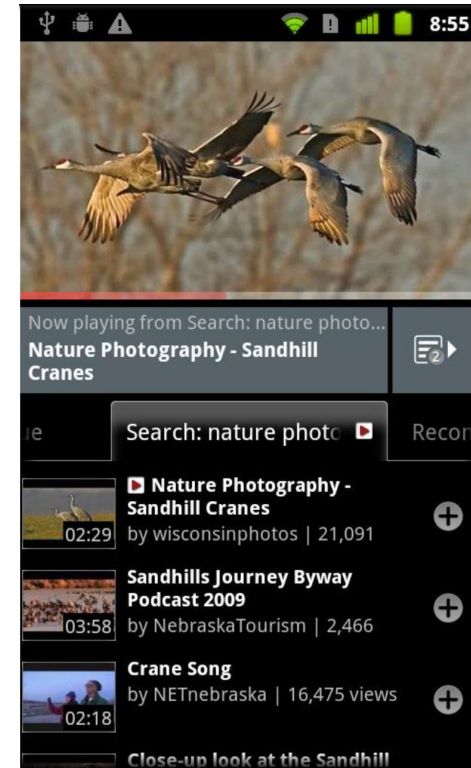 8:55
Now playing from Search: nature photo...
Nature Photography - Sandhill
Cranes
2
ue
Search: nature photo
Recon
Nature Photography -
Sandhill Cranes
02:29
by wisconsinphotos | 21,091
Sandhills Journey Byway
Podcast 2009
03:58
by NebraskaTourism | 2,466
Crane Song
by NETnebraska | 16,475 views
02:18
Close-up look at the Sandhill